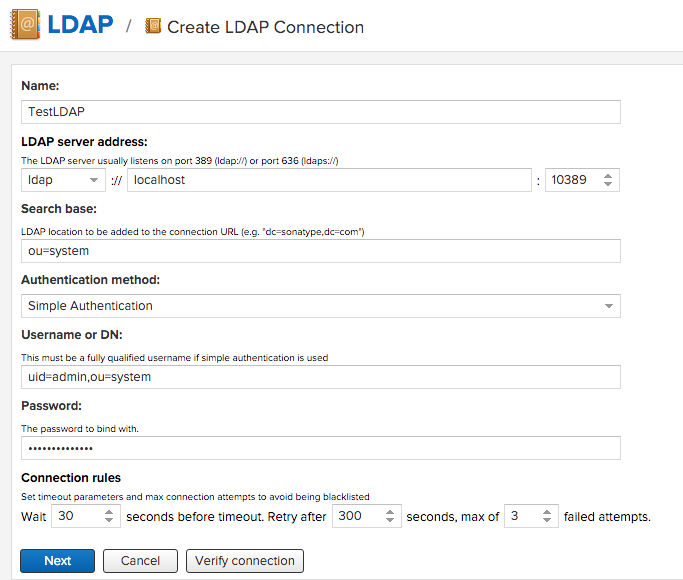 LDAP / Create LDAP Connection
Name:
TestLDAP
LDAP server address:
The LDAP server usually listens on port 389 (ldap://) or port 636 (ldaps://)
ldap :// localhost : 10389
Search base:
LDAP location to be added to the connection URL (e.g. "dc=sonatype,dc=com")
ou=system
Authentication method:
Simple Authentication
Username or DN:
This must be a fully qualified username if simple authentication is used
uid=admin,ou=system
Password:
The password to bind with.
••••••••••••••
Connection rules
Set timeout parameters and max connection attempts to avoid being blacklisted
Wait 30 seconds before timeout. Retry after 300 seconds, max of 3 failed attempts.
Next Cancel Verify connection